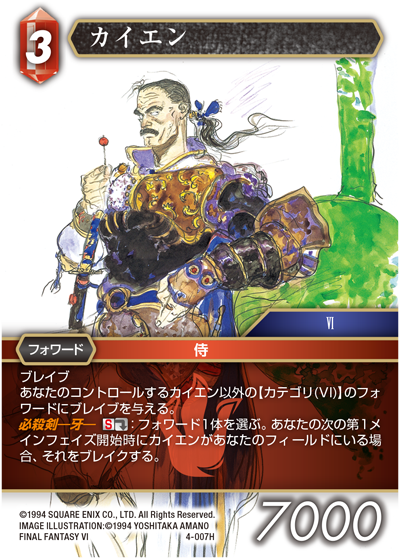 3
カイエン
VI
フォワード
侍
ブレイブ
あなたのコントロールするカイエン以外の【カテゴリ(VI)】のフォ
ワードにブレイブを与える。
必殺剣―牙― S:フォワード1体を選ぶ。あなたの次の第1メ
インフェイズ開始時にカイエンがあなたのフィールドにいる場
合、それをブレイクする。
©1994 SQUARE ENIX CO., LTD. All Rights Reserved.
IMAGE ILLUSTRATION:©1994 YOSHITAKA AMANO
FINAL FANTASY VI
4-007H
7000